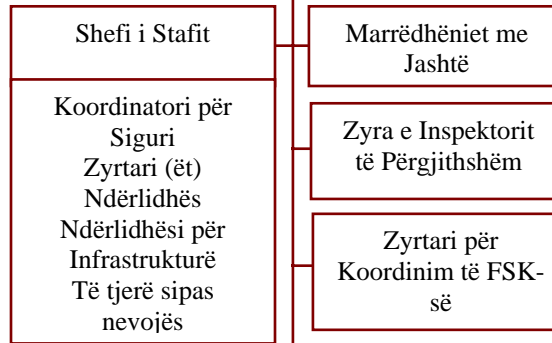 Shefi i Stafit
Koordinatori për
Siguri
Zyrtari (ët)
Ndërlidhës
Ndërlidhësi për
Infrastrukturë
Të tjerë sipas
nevojës
Marrëdhëniet me
Jashtë
Zyra e Inspektorit
të Përgjithshëm
Zyrtari për
Koordinim të FSK-
së